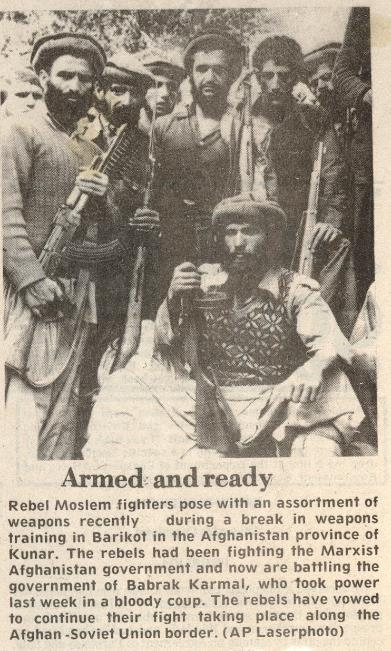 Armed and ready
Rebel Moslem fighters pose with an assortment of
weapons recently during a break in weapons
training in Barikot in the Afghanistan province of
Kunar. The rebels had been fighting the Marxist
Afghanistan government and now are battling the
government of Babrak Karmal, who took power
last week in a bloody coup. The rebels have vowed
to continue their fight taking place along the
Afghan -Soviet Union border. (AP Laserphoto)